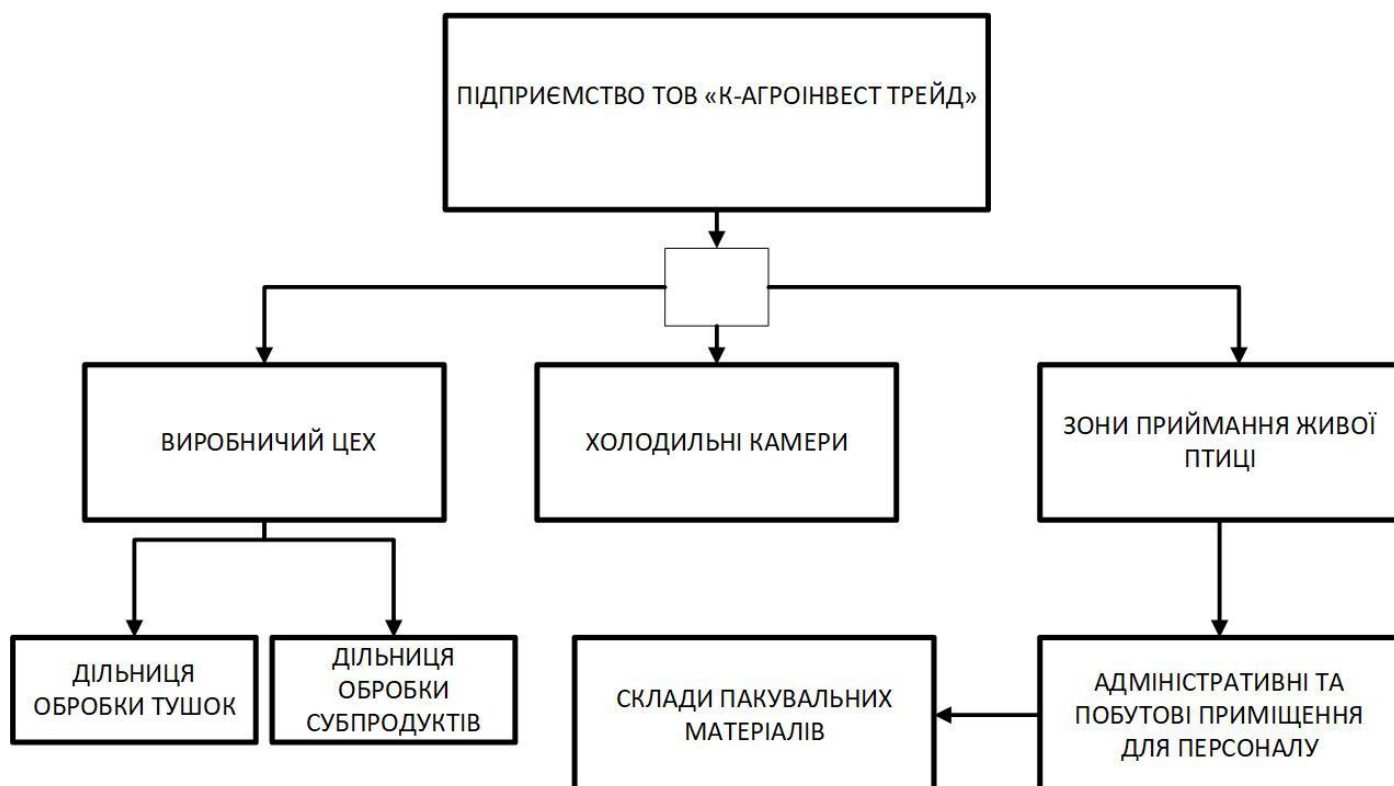 ПІДПРИЄМСТВО ТОВ «К-АГРОІНВЕСТ ТРЕЙД»
ВИРОБНИЧИЙ ЦЕХ
ХОЛОДИЛЬНІ КАМЕРИ
ЗОНИ ПРИЙМАННЯ ЖИВОЇ
ПТИЦІ
ДІЛЬНИЦЯ
ОБРОБКИ ТУШОК
ДІЛЬНИЦЯ
ОБРОБКИ
СУБПРОДУКТІВ
СКЛАДИ ПАКУВАЛЬНИХ
МАТЕРІАЛІВ
АДМІНІСТРАТИВНІ ТА
ПОБУТОВІ ПРИМІЩЕННЯ
ДЛЯ ПЕРСОНАЛУ